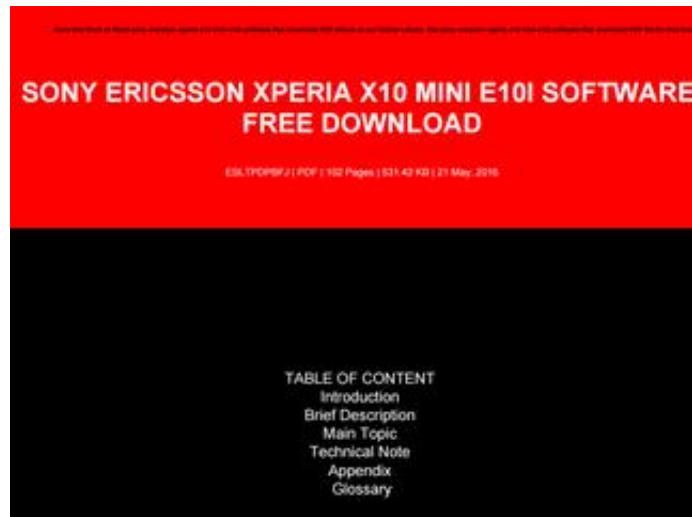 SONY ERICSSON XPERIA X10 MINI E10I SOFTWARE
FREE DOWNLOAD
PDF | 102 Pages | 531.42 KB | 21 May, 2016
TABLE OF CONTENT
Introduction
Brief Description
Main Topic
Technical Note
Appendix
Glossary